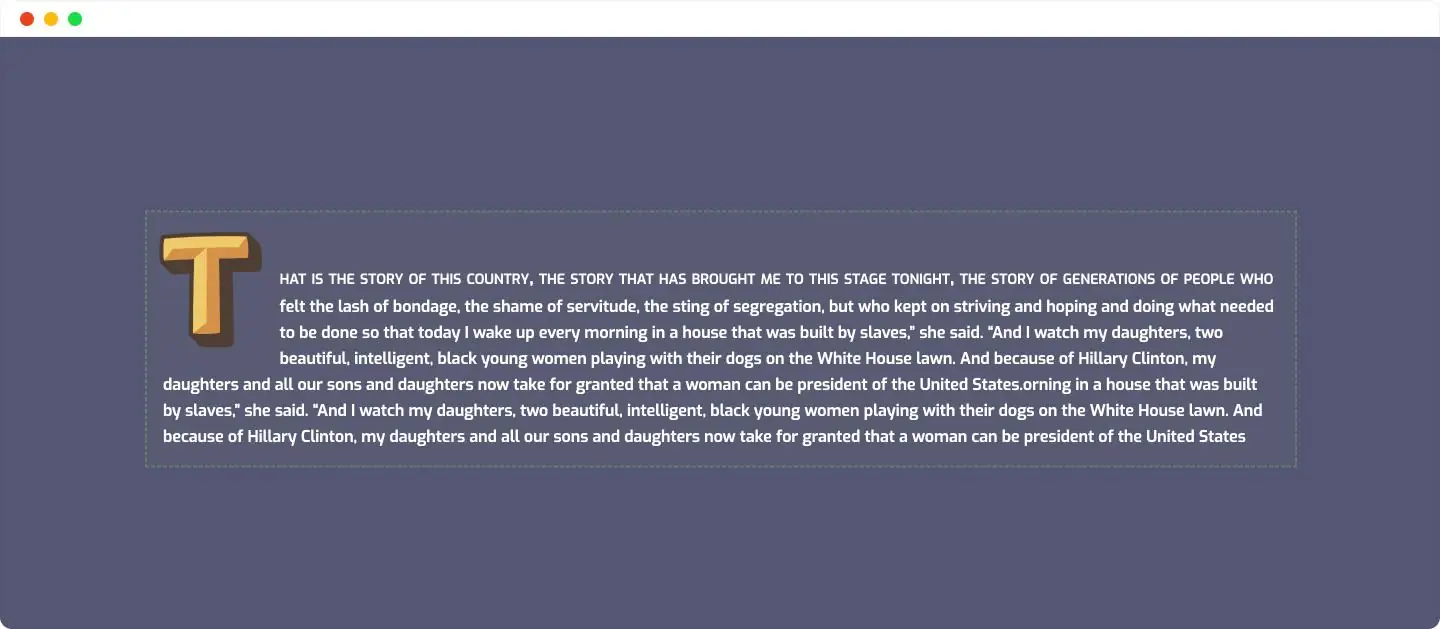 THAT IS THE STORY OF THIS COUNTRY, THE STORY THAT HAS BROUGHT ME TO THIS STAGE TONIGHT, THE STORY OF GENERATIONS OF PEOPLE WHO
felt the lash of bondage, the shame of servitude, the sting of segregation, but who kept on striving and hoping and doing what needed
to be done so that today I wake up every morning in a house that was built by slaves,” she said. “And I watch my daughters, two
beautiful, intelligent, black young women playing with their dogs on the White House lawn. And because of Hillary Clinton, my
daughters and all our sons and daughters now take for granted that a woman can be president of the United States.orning in a house that was built
by slaves,” she said. “And I watch my daughters, two beautiful, intelligent, black young women playing with their dogs on the White House lawn. And
because of Hillary Clinton, my daughters and all our sons and daughters now take for granted that a woman can be president of the United States